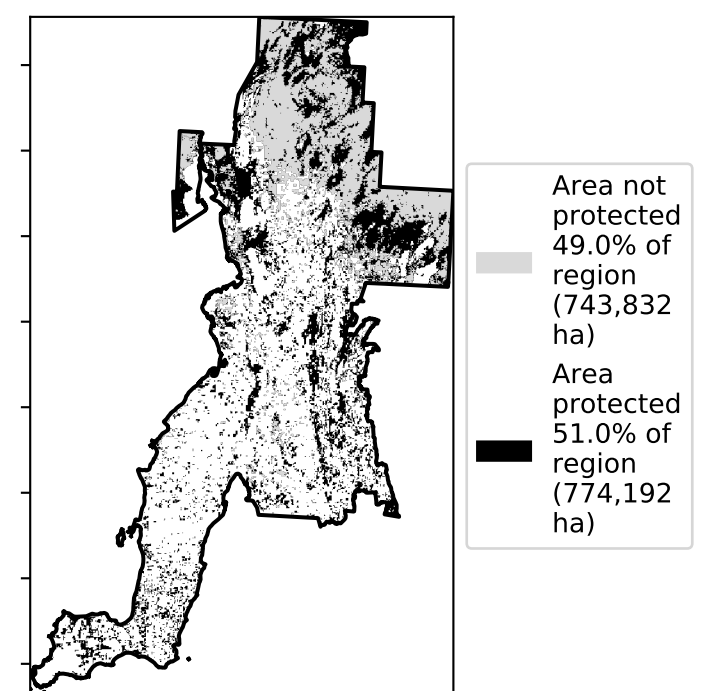 Area not
protected
49.0% of
region
(743,832
ha)
Area
protected
51.0% of
region
(774,192
ha)